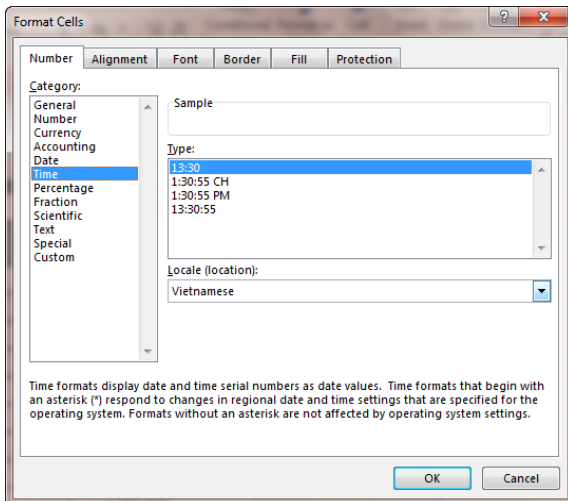 Format Cells
Number Alignment Font Border Fill Protection
Category:
General
Number
Currency
Accounting
Date
Time
Percentage
Fraction
Scientific
Text
Special
Custom
Sample
Type:
13:30
1:30:55 CH
1:30:55 PM
13:30:55
Locale (location):
Vietnamese
Time formats display date and time serial numbers as date values. Time formats that begin with
an asterisk (*) respond to changes in regional date and time settings that are specified for the
operating system. Formats without an asterisk are not affected by operating system settings.
OK Cancel